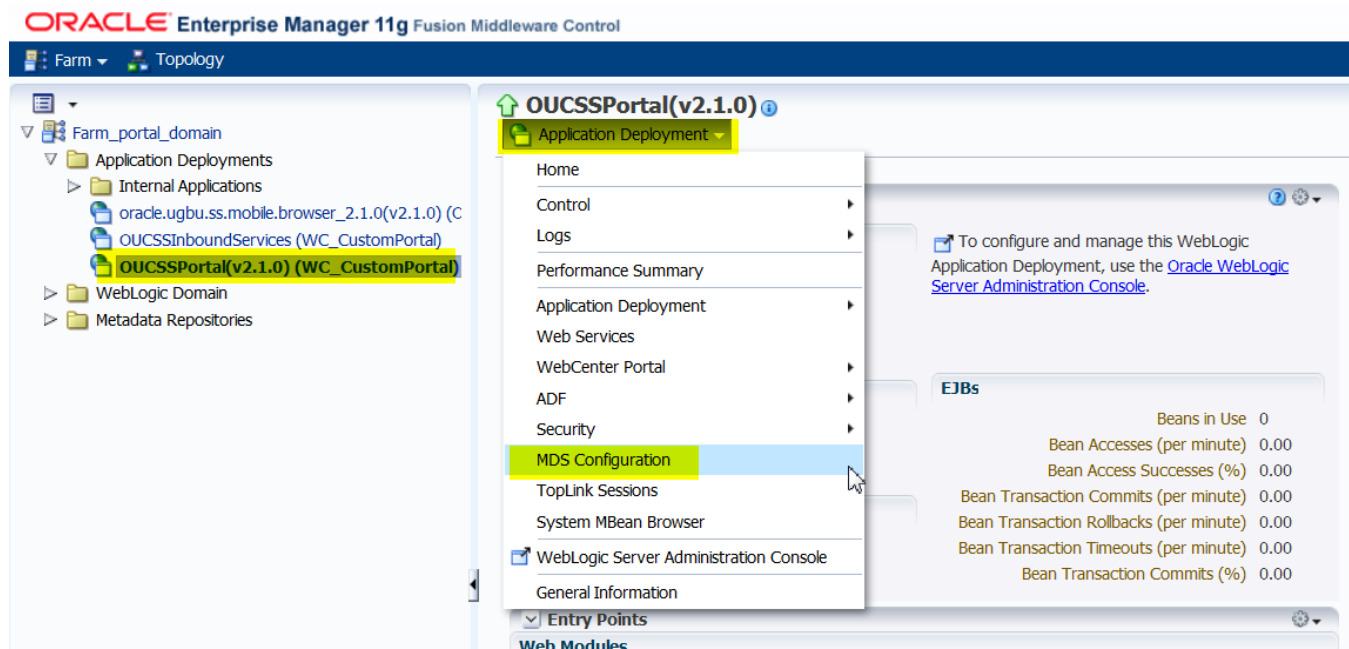 ORACLE Enterprise Manager 11g Fusion Middleware Control
Farm Topology
Farm_portal_domain
Application Deployments
Internal Applications
oracle.ugbu.ss.mobile.browser_2.1.0(v2.1.0) (C
OUCSSInboundServices (WC_CustomPortal)
OUCSSPortal(v2.1.0) (WC_CustomPortal)
WebLogic Domain
Metadata Repositories
OUCSSPortal(v2.1.0)
Application Deployment
Home
Control
Logs
Performance Summary
Application Deployment
Web Services
WebCenter Portal
ADF
Security
MDS Configuration
TopLink Sessions
System MBean Browser
WebLogic Server Administration Console
General Information
To configure and manage this WebLogic
Application Deployment, use the Oracle WebLogic
Server Administration Console.
EJBs
Beans in Use 0
Bean Accesses (per minute) 0.00
Bean Access Successes (%) 0.00
Bean Transaction Commits (per minute) 0.00
Bean Transaction Rollbacks (per minute) 0.00
Bean Transaction Timeouts (per minute) 0.00
Bean Transaction Commits (%) 0.00
Entry Points
Web Modules